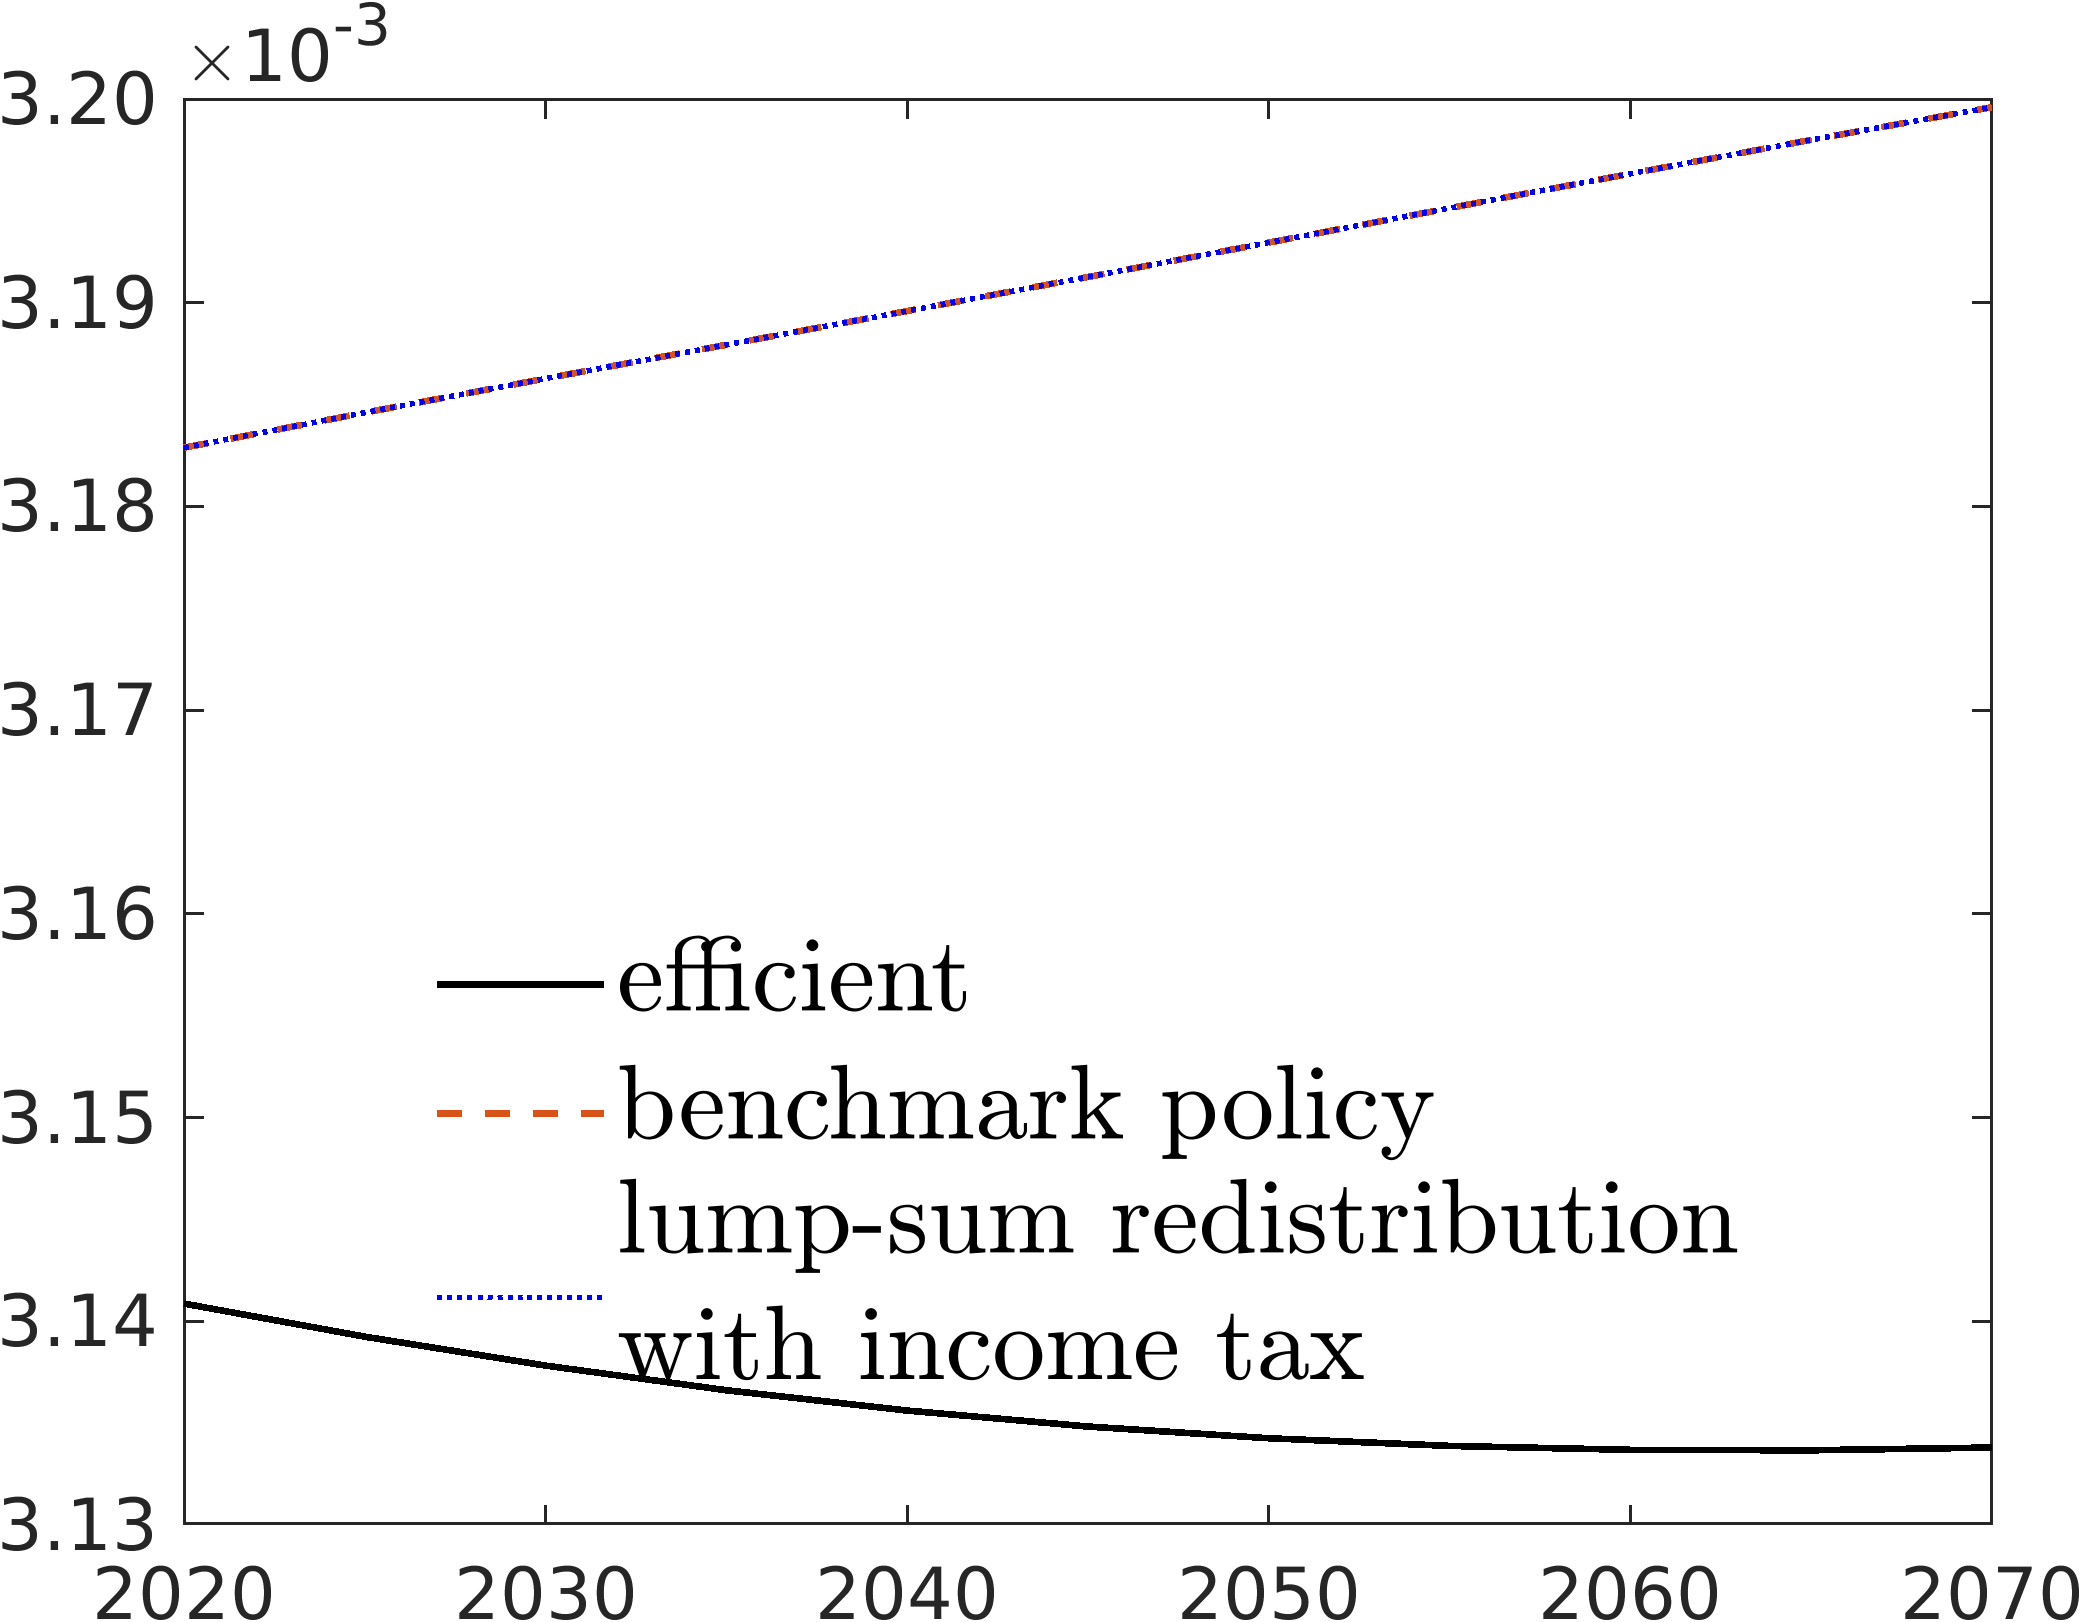 ×10-3
3.20
3.19
3.18
3.17
3.16
3.15
3.14
3.13
efficient
benchmark policy
lump-sum redistribution
with income tax
2020 2030 2040 2050 2060 2070